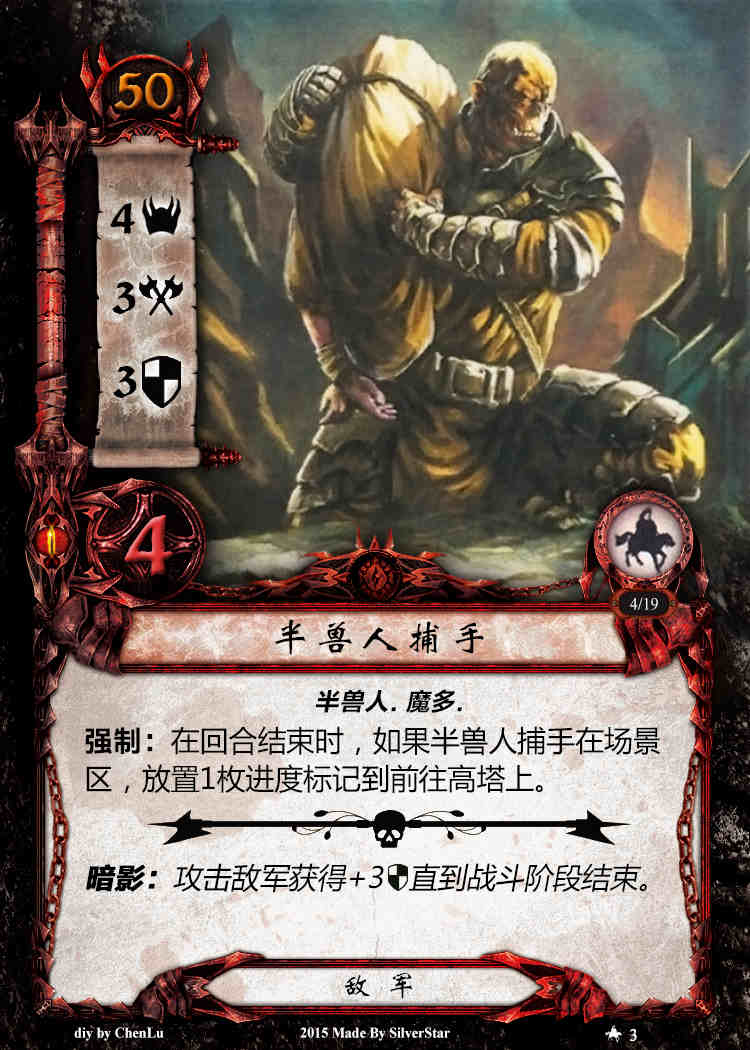 50
4
3
3
4
4/19
半兽人捕手
半兽人. 魔多.
强制：在回合结束时，如果半兽人捕手在场景
区，放置1枚进度标记到前往高塔上。
暗影：攻击敌军获得+3直到战斗阶段结束。
敌军
diy by ChenLu 2015 Made By SilverStar 3